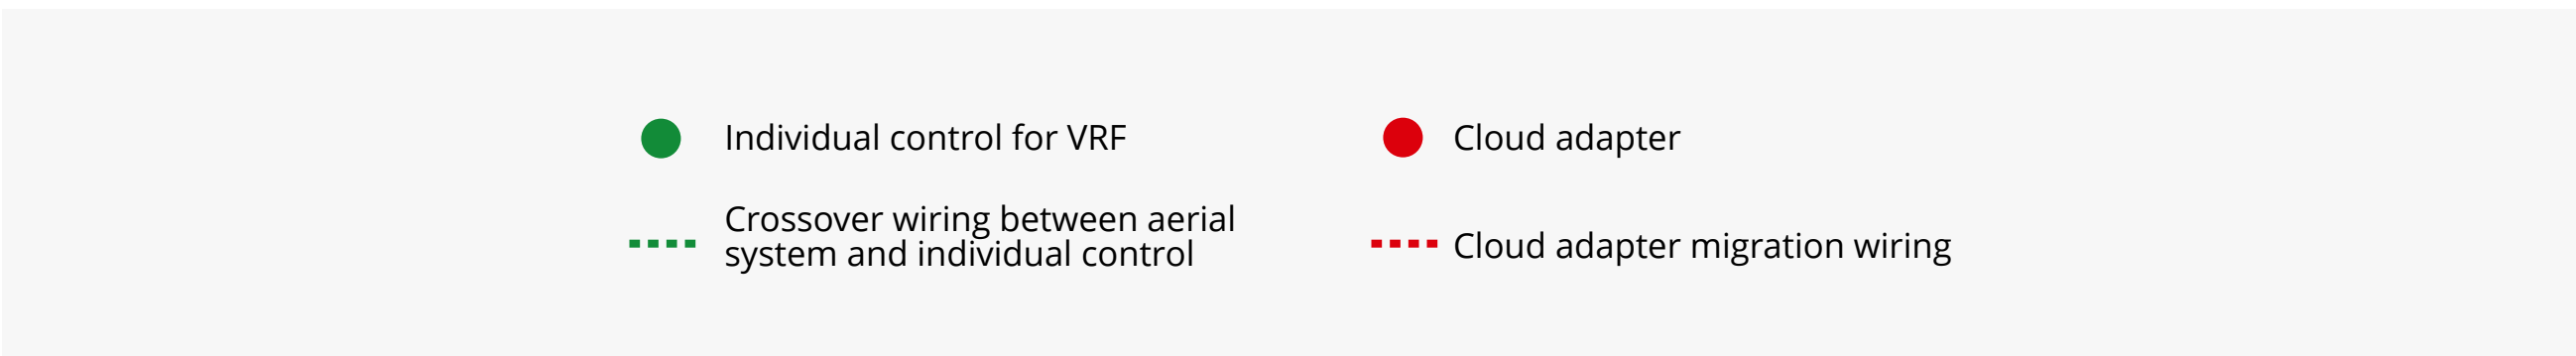 Individual control for VRF
Cloud adapter
Crossover wiring between aerial
system and individual control
Cloud adapter migration wiring